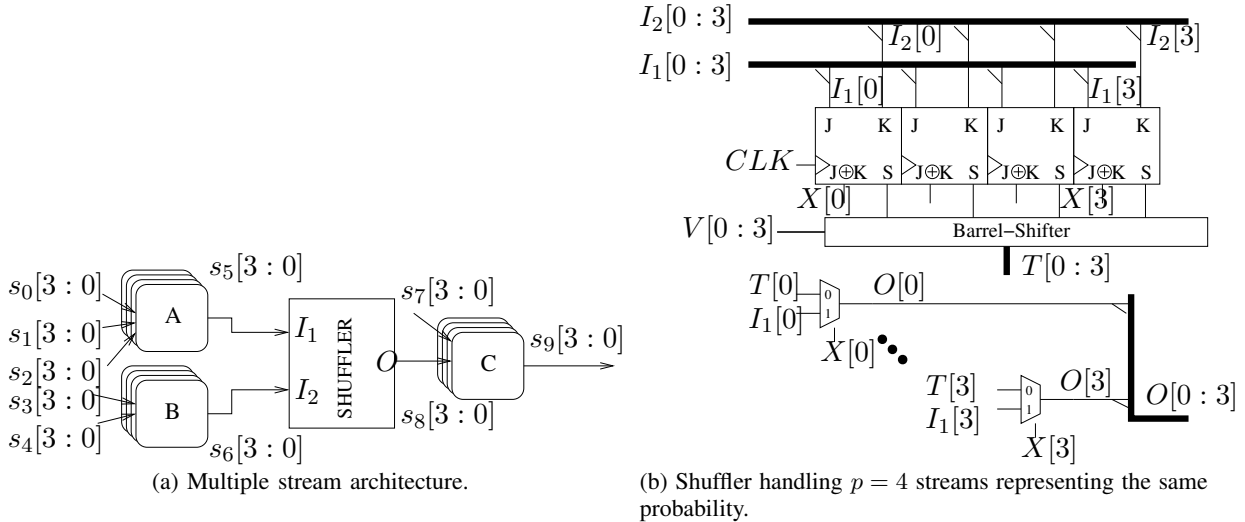 s_0[3 : 0]
s_1[3 : 0]
s_2[3 : 0]
s_3[3 : 0]
s_4[3 : 0]
A
B
s_5[3 : 0]
s_6[3 : 0]
I_1
I_2
SHUFFLER
O
s_7[3 : 0]
s_8[3 : 0]
C
s_9[3 : 0]
(a) Multiple stream architecture.
I_2[0 : 3]
I_2[0]
I_2[3]
I_1[0 : 3]
I_1[0]
I_1[3]
J K J K J K J K
CLK
J⊕K S J⊕K S J⊕K S J⊕K S
X[0]
X[3]
V[0 : 3]
Barrel−Shifter
T[0 : 3]
T[0]
I_1[0]
0
1
X[0]
O[0]
T[3]
I_1[3]
0
1
X[3]
O[3]
O[0 : 3]
(b) Shuffler handling p = 4 streams representing the same
probability.